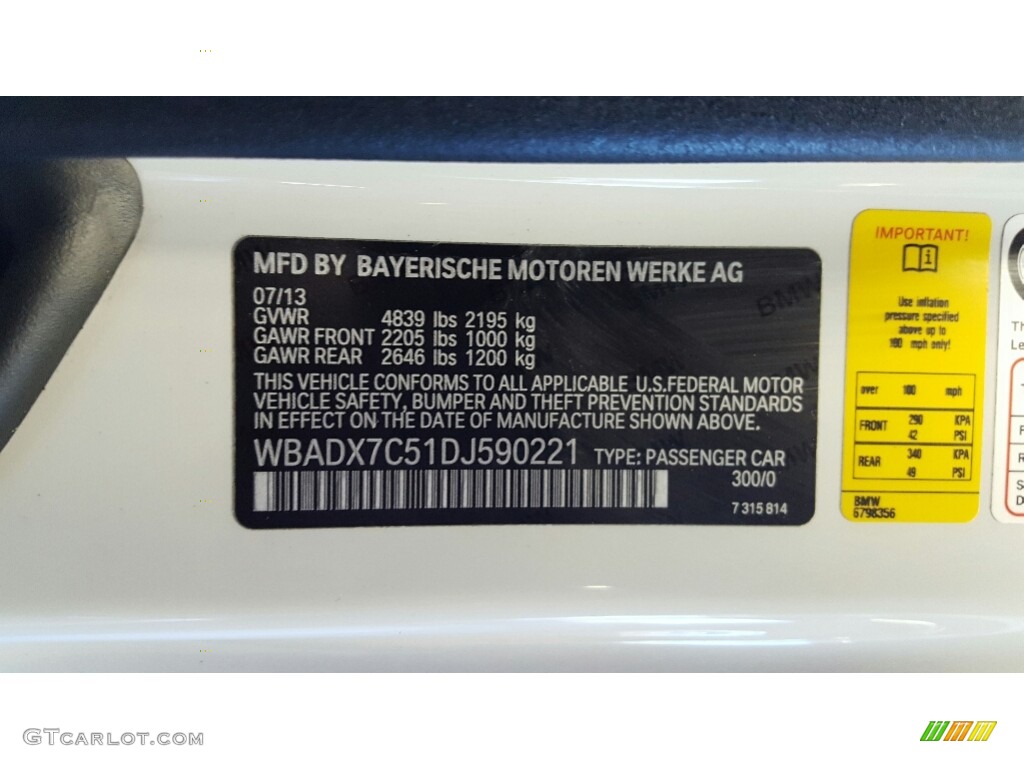 MFD BY BAYERISCHE MOTOREN WERKE AG
07/13
GVWR 4839 lbs 2195 kg
GAWR FRONT 2205 lbs 1000 kg
GAWR REAR 2646 lbs 1200 kg
THIS VEHICLE CONFORMS TO ALL APPLICABLE U.S.FEDERAL MOTOR
VEHICLE SAFETY, BUMPER AND THEFT PREVENTION STANDARDS
IN EFFECT ON THE DATE OF MANUFACTURE SHOWN ABOVE.
WBADX7C51DJ590221 TYPE: PASSENGER CAR
300/0
7 315 814
BMW
BMW
IMPORTANT!
Use inflation
pressure specified
above up to
100 mph only!
over 100 mph
FRONT 290 KPA
42 PSI
REAR 340 KPA
49 PSI
BMW
6798356
GTCARLOT.COM